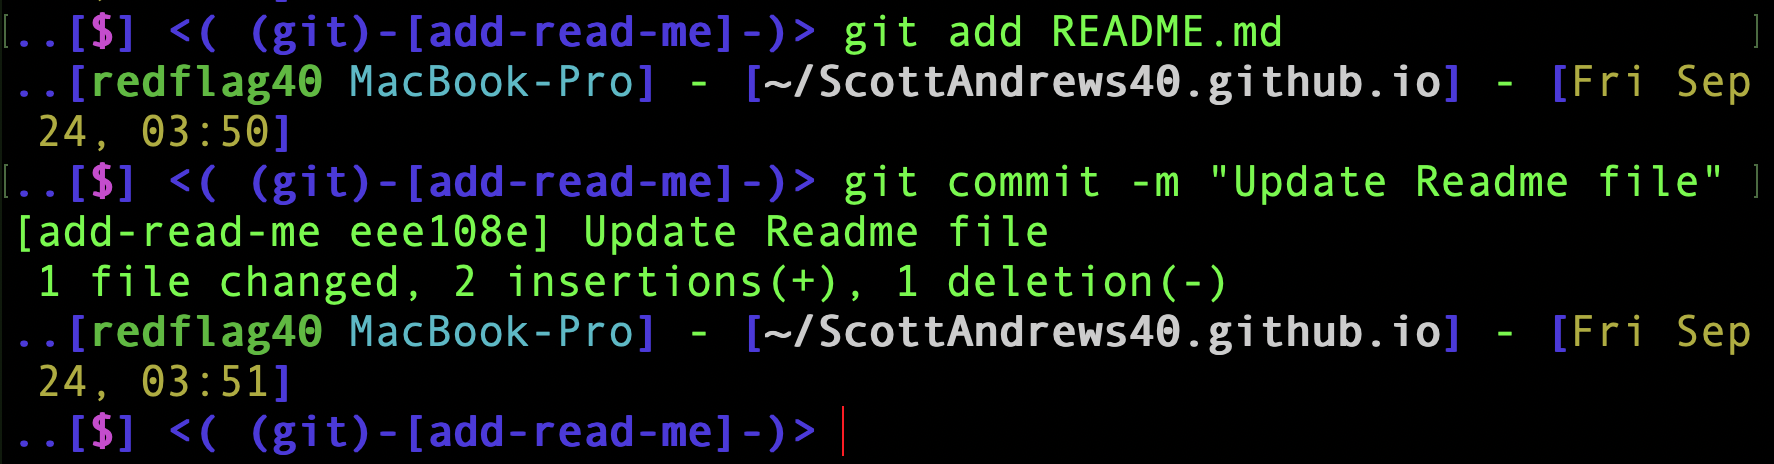 ..[$] <( (git)-[add-read-me]-)> git add README.md
..[redflag40 MacBook-Pro] - [~/ScottAndrews40.github.io] - [Fri Sep
24, 03:50]
..[$] <( (git)-[add-read-me]-)> git commit -m "Update Readme file"
[add-read-me eee108e] Update Readme file
1 file changed, 2 insertions(+), 1 deletion(-)
..[redflag40 MacBook-Pro] - [~/ScottAndrews40.github.io] - [Fri Sep
24, 03:51]
..[$] <( (git)-[add-read-me]-)>